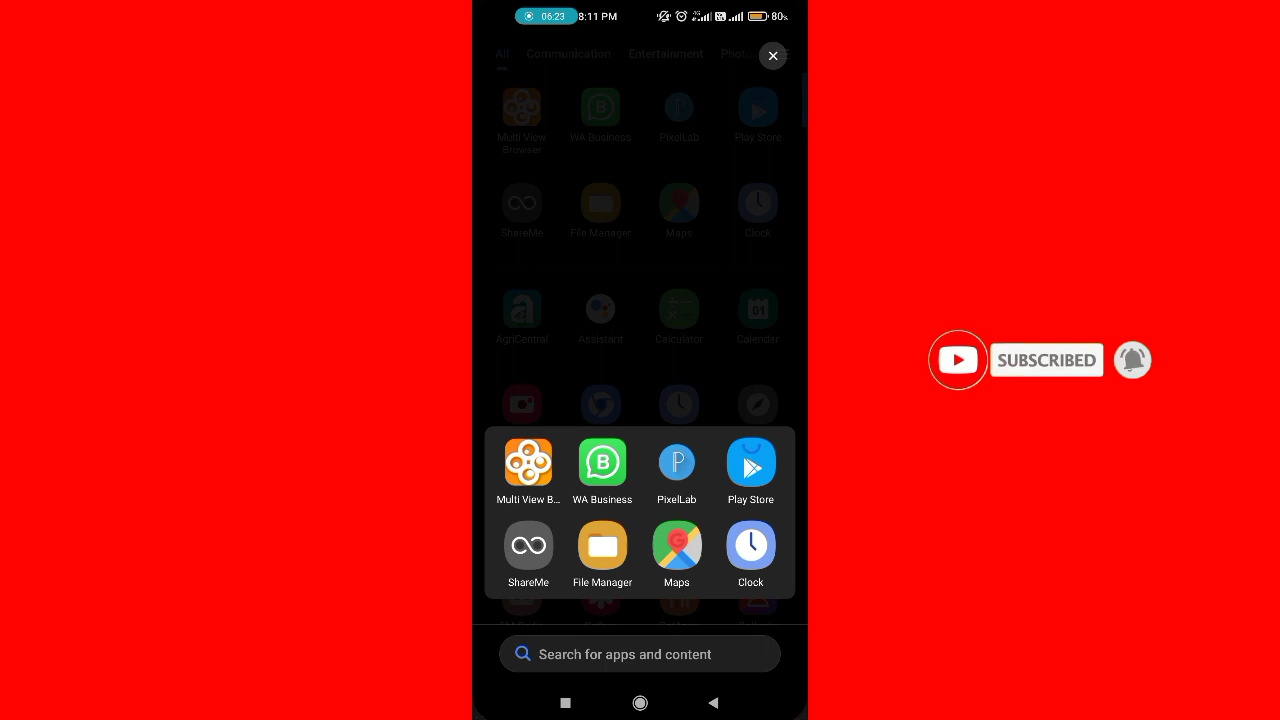 06:23 8:11 PM 4G 80%
All Communication Entertainment Photo
Multi View Browser WA Business PixelLab Play Store
ShareMe File Manager Maps Clock
AgriCentral Assistant Calculator Calendar
Multi View B... WA Business PixelLab Play Store
ShareMe File Manager Maps Clock
Search for apps and content
SUBSCRIBED